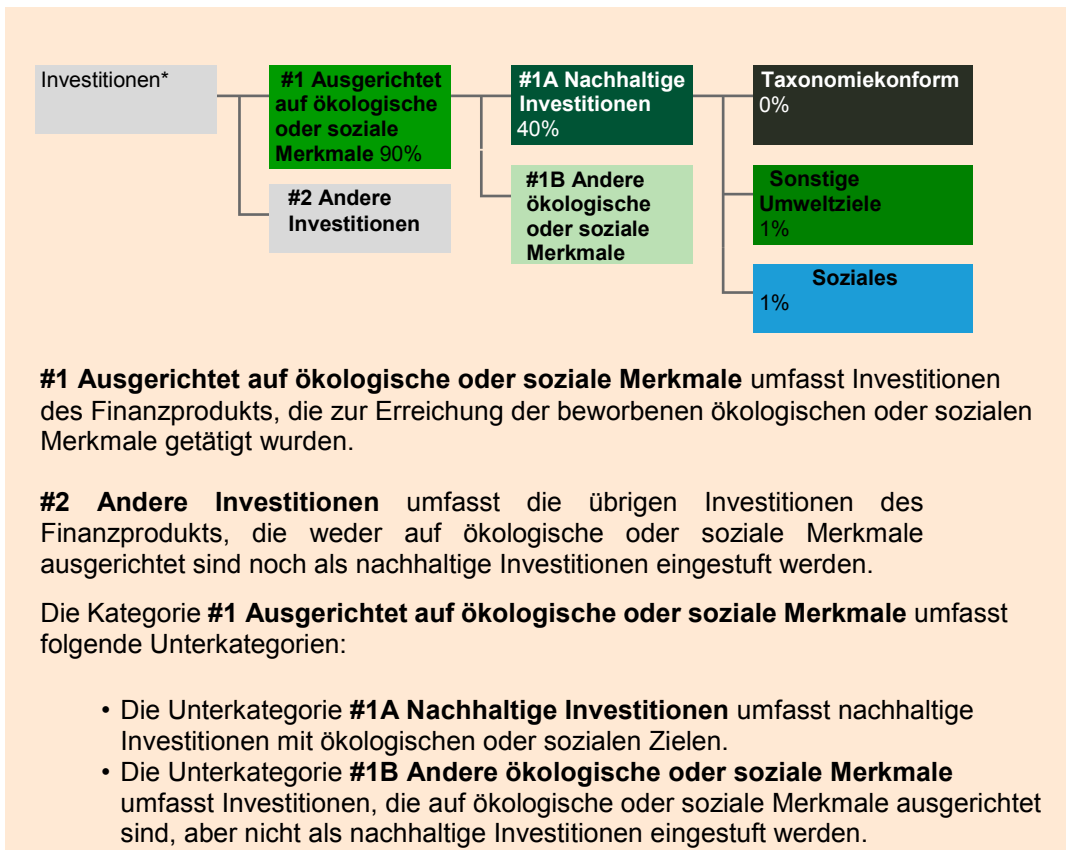 Investitionen*
#1 Ausgerichtet
auf ökologische
oder soziale
Merkmale 90%
#2 Andere
Investitionen
#1A Nachhaltige
Investitionen
40%
#1B Andere
ökologische
oder soziale
Merkmale
Taxonomiekonform
0%
Sonstige
Umweltziele
1%
Soziales
1%
#1 Ausgerichtet auf ökologische oder soziale Merkmale umfasst Investitionen
des Finanzprodukts, die zur Erreichung der beworbenen ökologischen oder sozialen
Merkmale getätigt wurden.
#2 Andere Investitionen umfasst die übrigen Investitionen des
Finanzprodukts, die weder auf ökologische oder soziale Merkmale
ausgerichtet sind noch als nachhaltige Investitionen eingestuft werden.
Die Kategorie #1 Ausgerichtet auf ökologische oder soziale Merkmale umfasst
folgende Unterkategorien:
• Die Unterkategorie #1A Nachhaltige Investitionen umfasst nachhaltige
Investitionen mit ökologischen oder sozialen Zielen.
• Die Unterkategorie #1B Andere ökologische oder soziale Merkmale
umfasst Investitionen, die auf ökologische oder soziale Merkmale ausgerichtet
sind, aber nicht als nachhaltige Investitionen eingestuft werden.